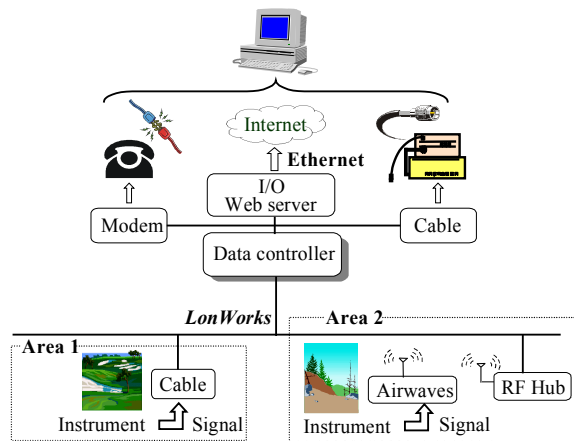 Internet
Ethernet
I/O
Web server
Modem
Cable
Data controller
LonWorks
Area 1
Area 2
Cable
Airwaves
RF Hub
Instrument
Signal
Instrument
Signal